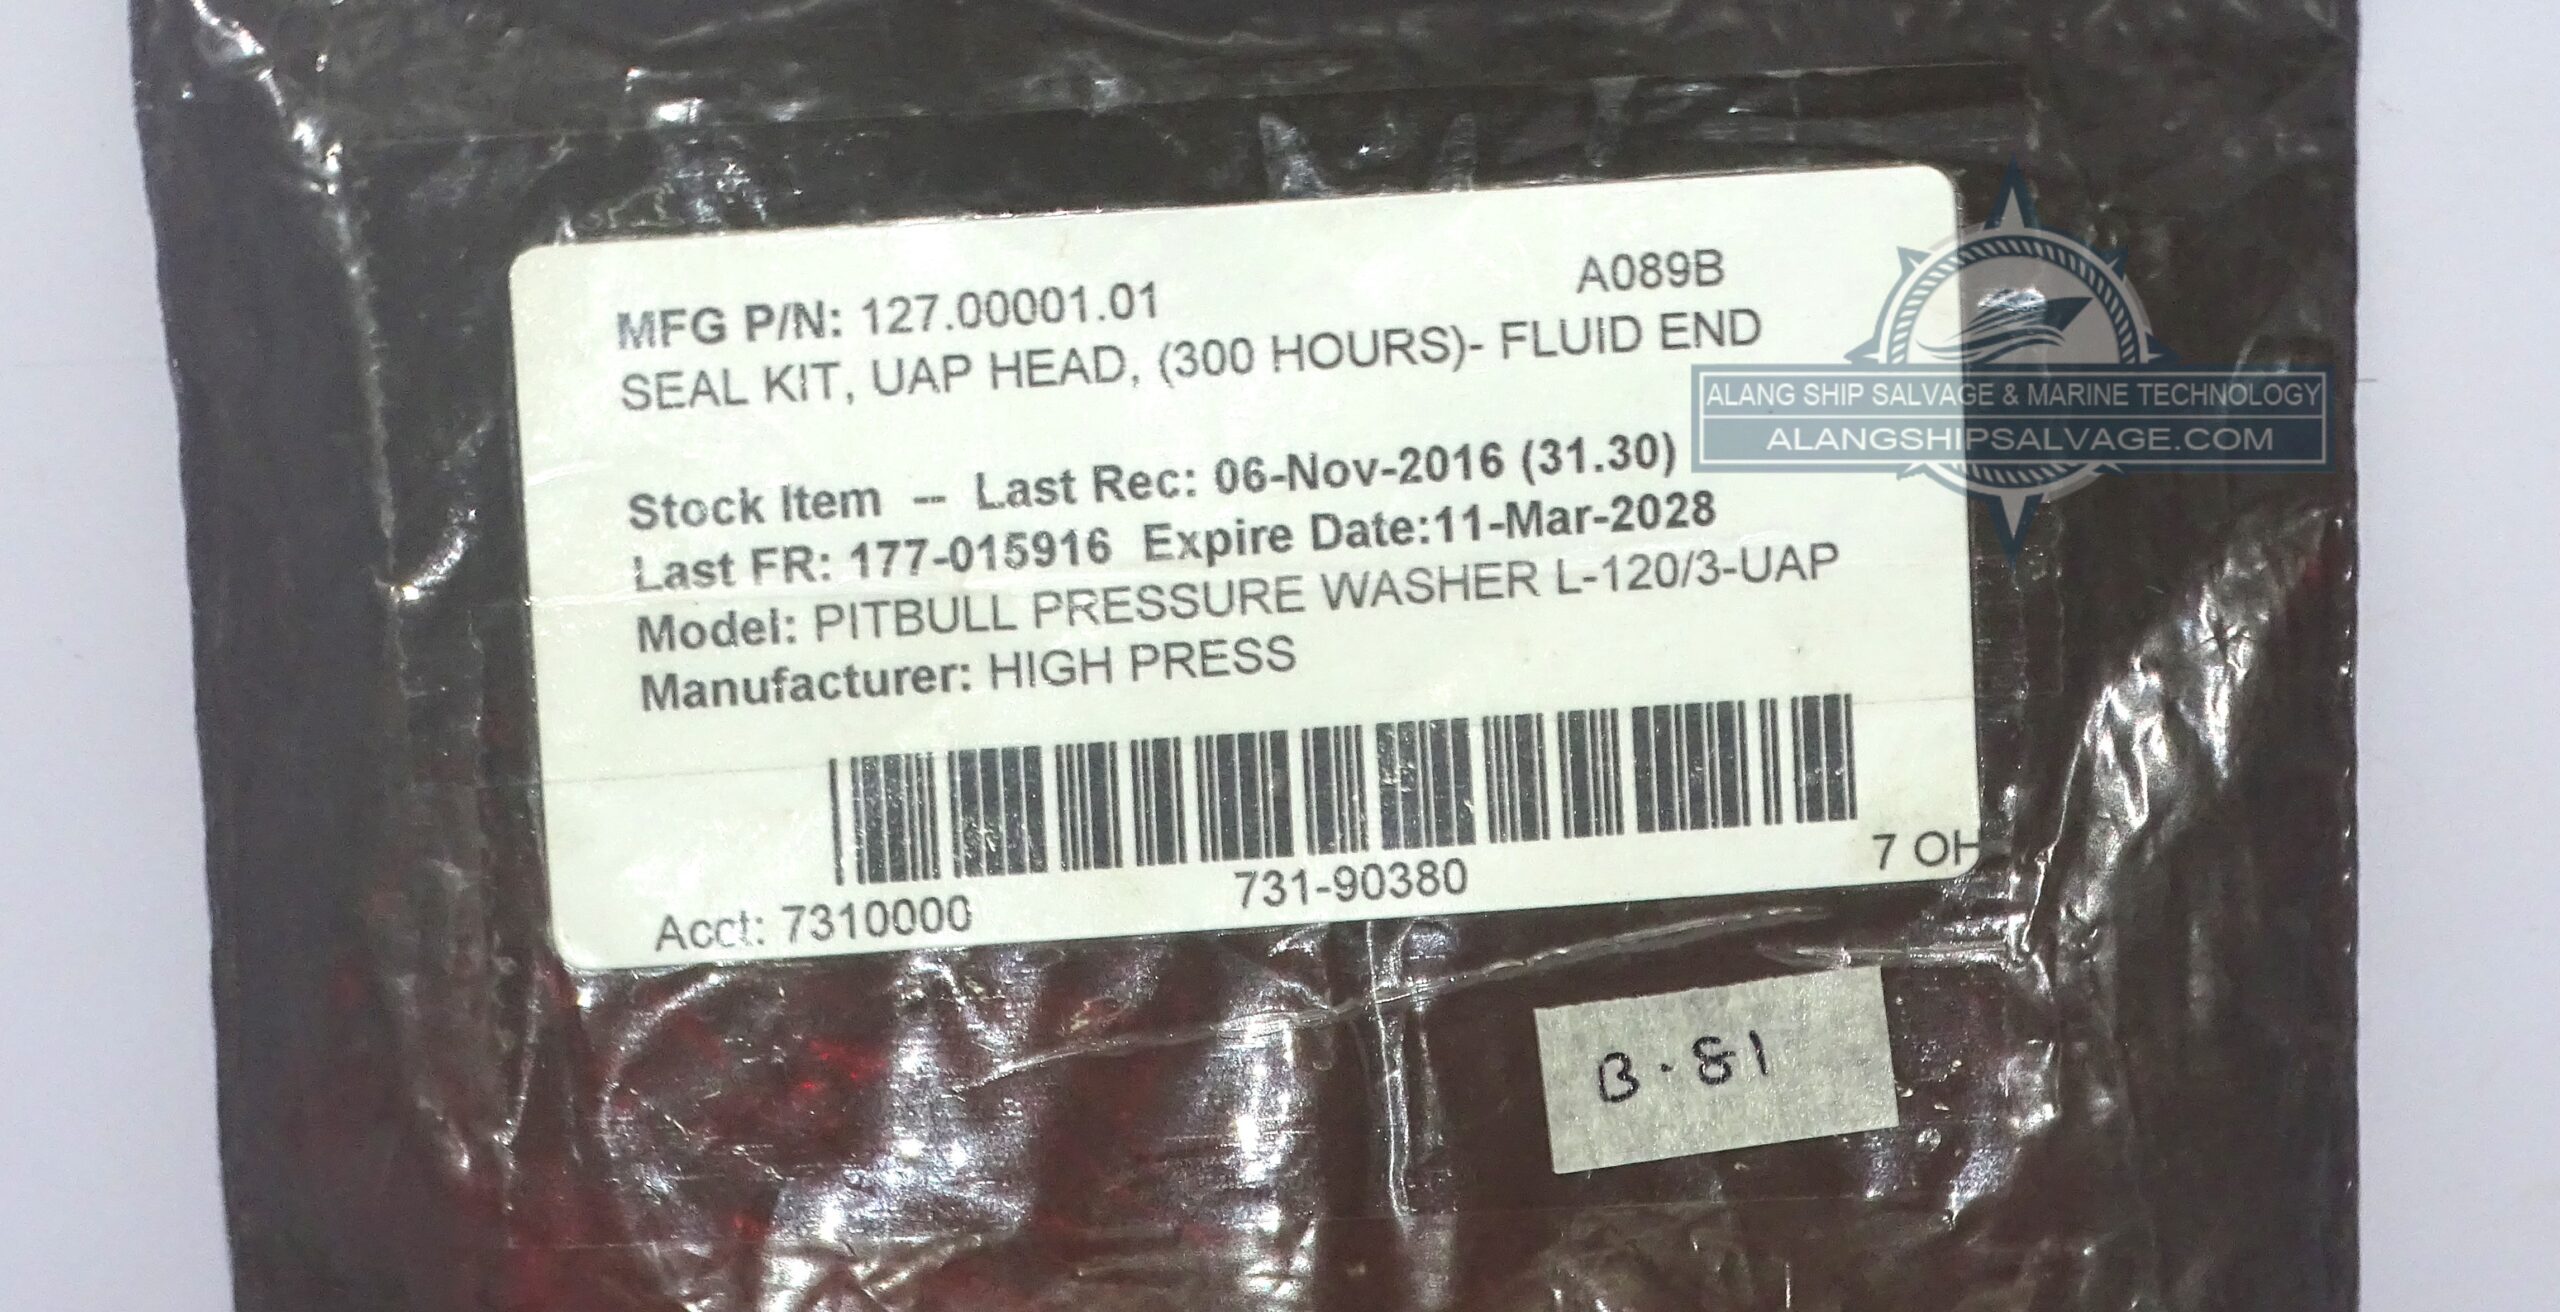 MFG P/N: 127.00001.01 A089B
SEAL KIT, UAP HEAD, (300 HOURS)- FLUID END
Stock Item -- Last Rec: 06-Nov-2016 (31.30)
Last FR: 177-015916 Expire Date:11-Mar-2028
Model: PITBULL PRESSURE WASHER L-120/3-UAP
Manufacturer: HIGH PRESS
7 OH
Acct: 7310000 731-90380
B.81
ALANG SHIP SALVAGE & MARINE TECHNOLOGY
ALANGSHIPSALVAGE.COM